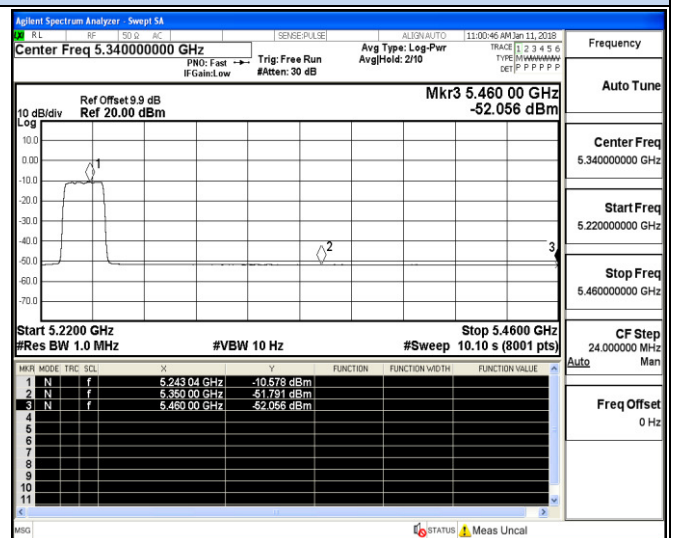 Agilent Spectrum Analyzer - Swept SA
RL RF 50 Ω AC SENSE:PULSE ALIGNAUTO 11:00:46 AM Jan 11, 2018
Center Freq 5.340000000 GHz
PNO: Fast
IFGain:Low
Trig: Free Run
#Atten: 30 dB
Avg Type: Log-Pwr
Avg|Hold: 2/10
TRACE 1 2 3 4 5 6
TYPE MWWWWW
DET P P P P P P
Frequency
Auto Tune
Center Freq
5.340000000 GHz
Start Freq
5.220000000 GHz
Stop Freq
5.460000000 GHz
CF Step
24.000000 MHz
Auto Man
Freq Offset
0 Hz
Mkr3 5.460 00 GHz
-52.056 dBm
Ref Offset 9.9 dB
10 dB/div Ref 20.00 dBm
Log
10.0
0.00
-10.0
-20.0
-30.0
-40.0
-50.0
-60.0
-70.0
1
2
3
Start 5.2200 GHz Stop 5.4600 GHz
#Res BW 1.0 MHz #VBW 10 Hz #Sweep 10.10 s (8001 pts)
MKR MODE TRC SCL X Y FUNCTION FUNCTION WIDTH FUNCTION VALUE
1 N f 5.243 04 GHz -10.578 dBm
2 N f 5.350 00 GHz -51.791 dBm
3 N f 5.460 00 GHz -52.056 dBm
4
5
6
7
8
9
10
11
MSG STATUS Meas Uncal